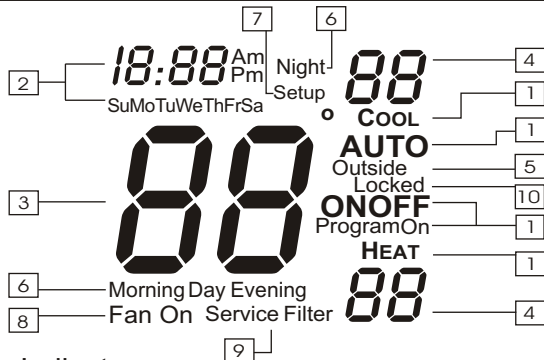 7
6
18:88 Am Pm
Night
88
4
2
Setup
1
SuMoTuWeThFrSa
° COOL
AUTO
1
Outside
5
88
Locked
10
3
ONOFF
ProgramOn
1
HEAT
1
6
Morning Day Evening
88
8
Fan On Service Filter
4
9